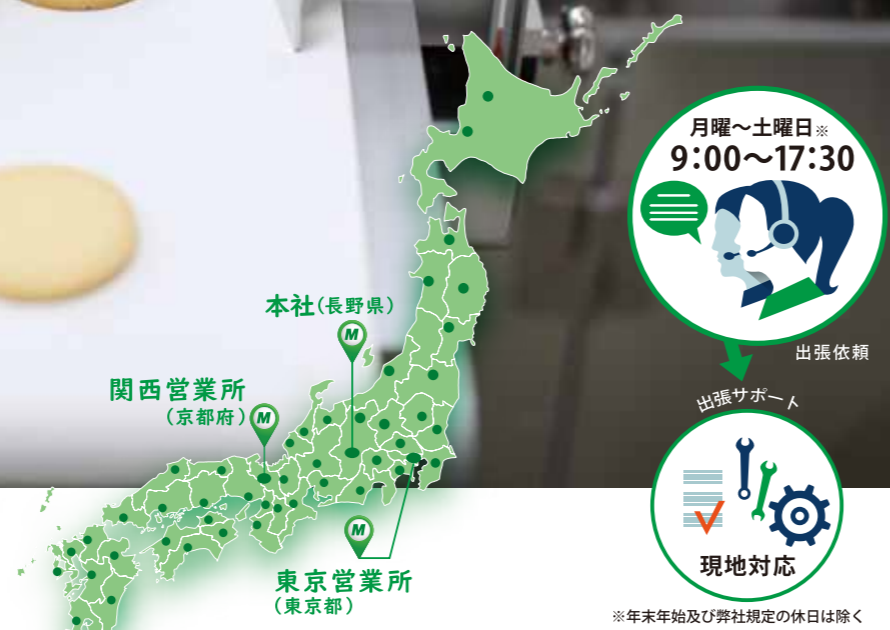 月曜〜土曜日※
9:00〜17:30
出張依頼
本社(長野県)
M
関西営業所
(京都府)
M
出張サポート
現地対応
M
東京営業所
(東京都)
※年末年始及び弊社規定の休日は除く